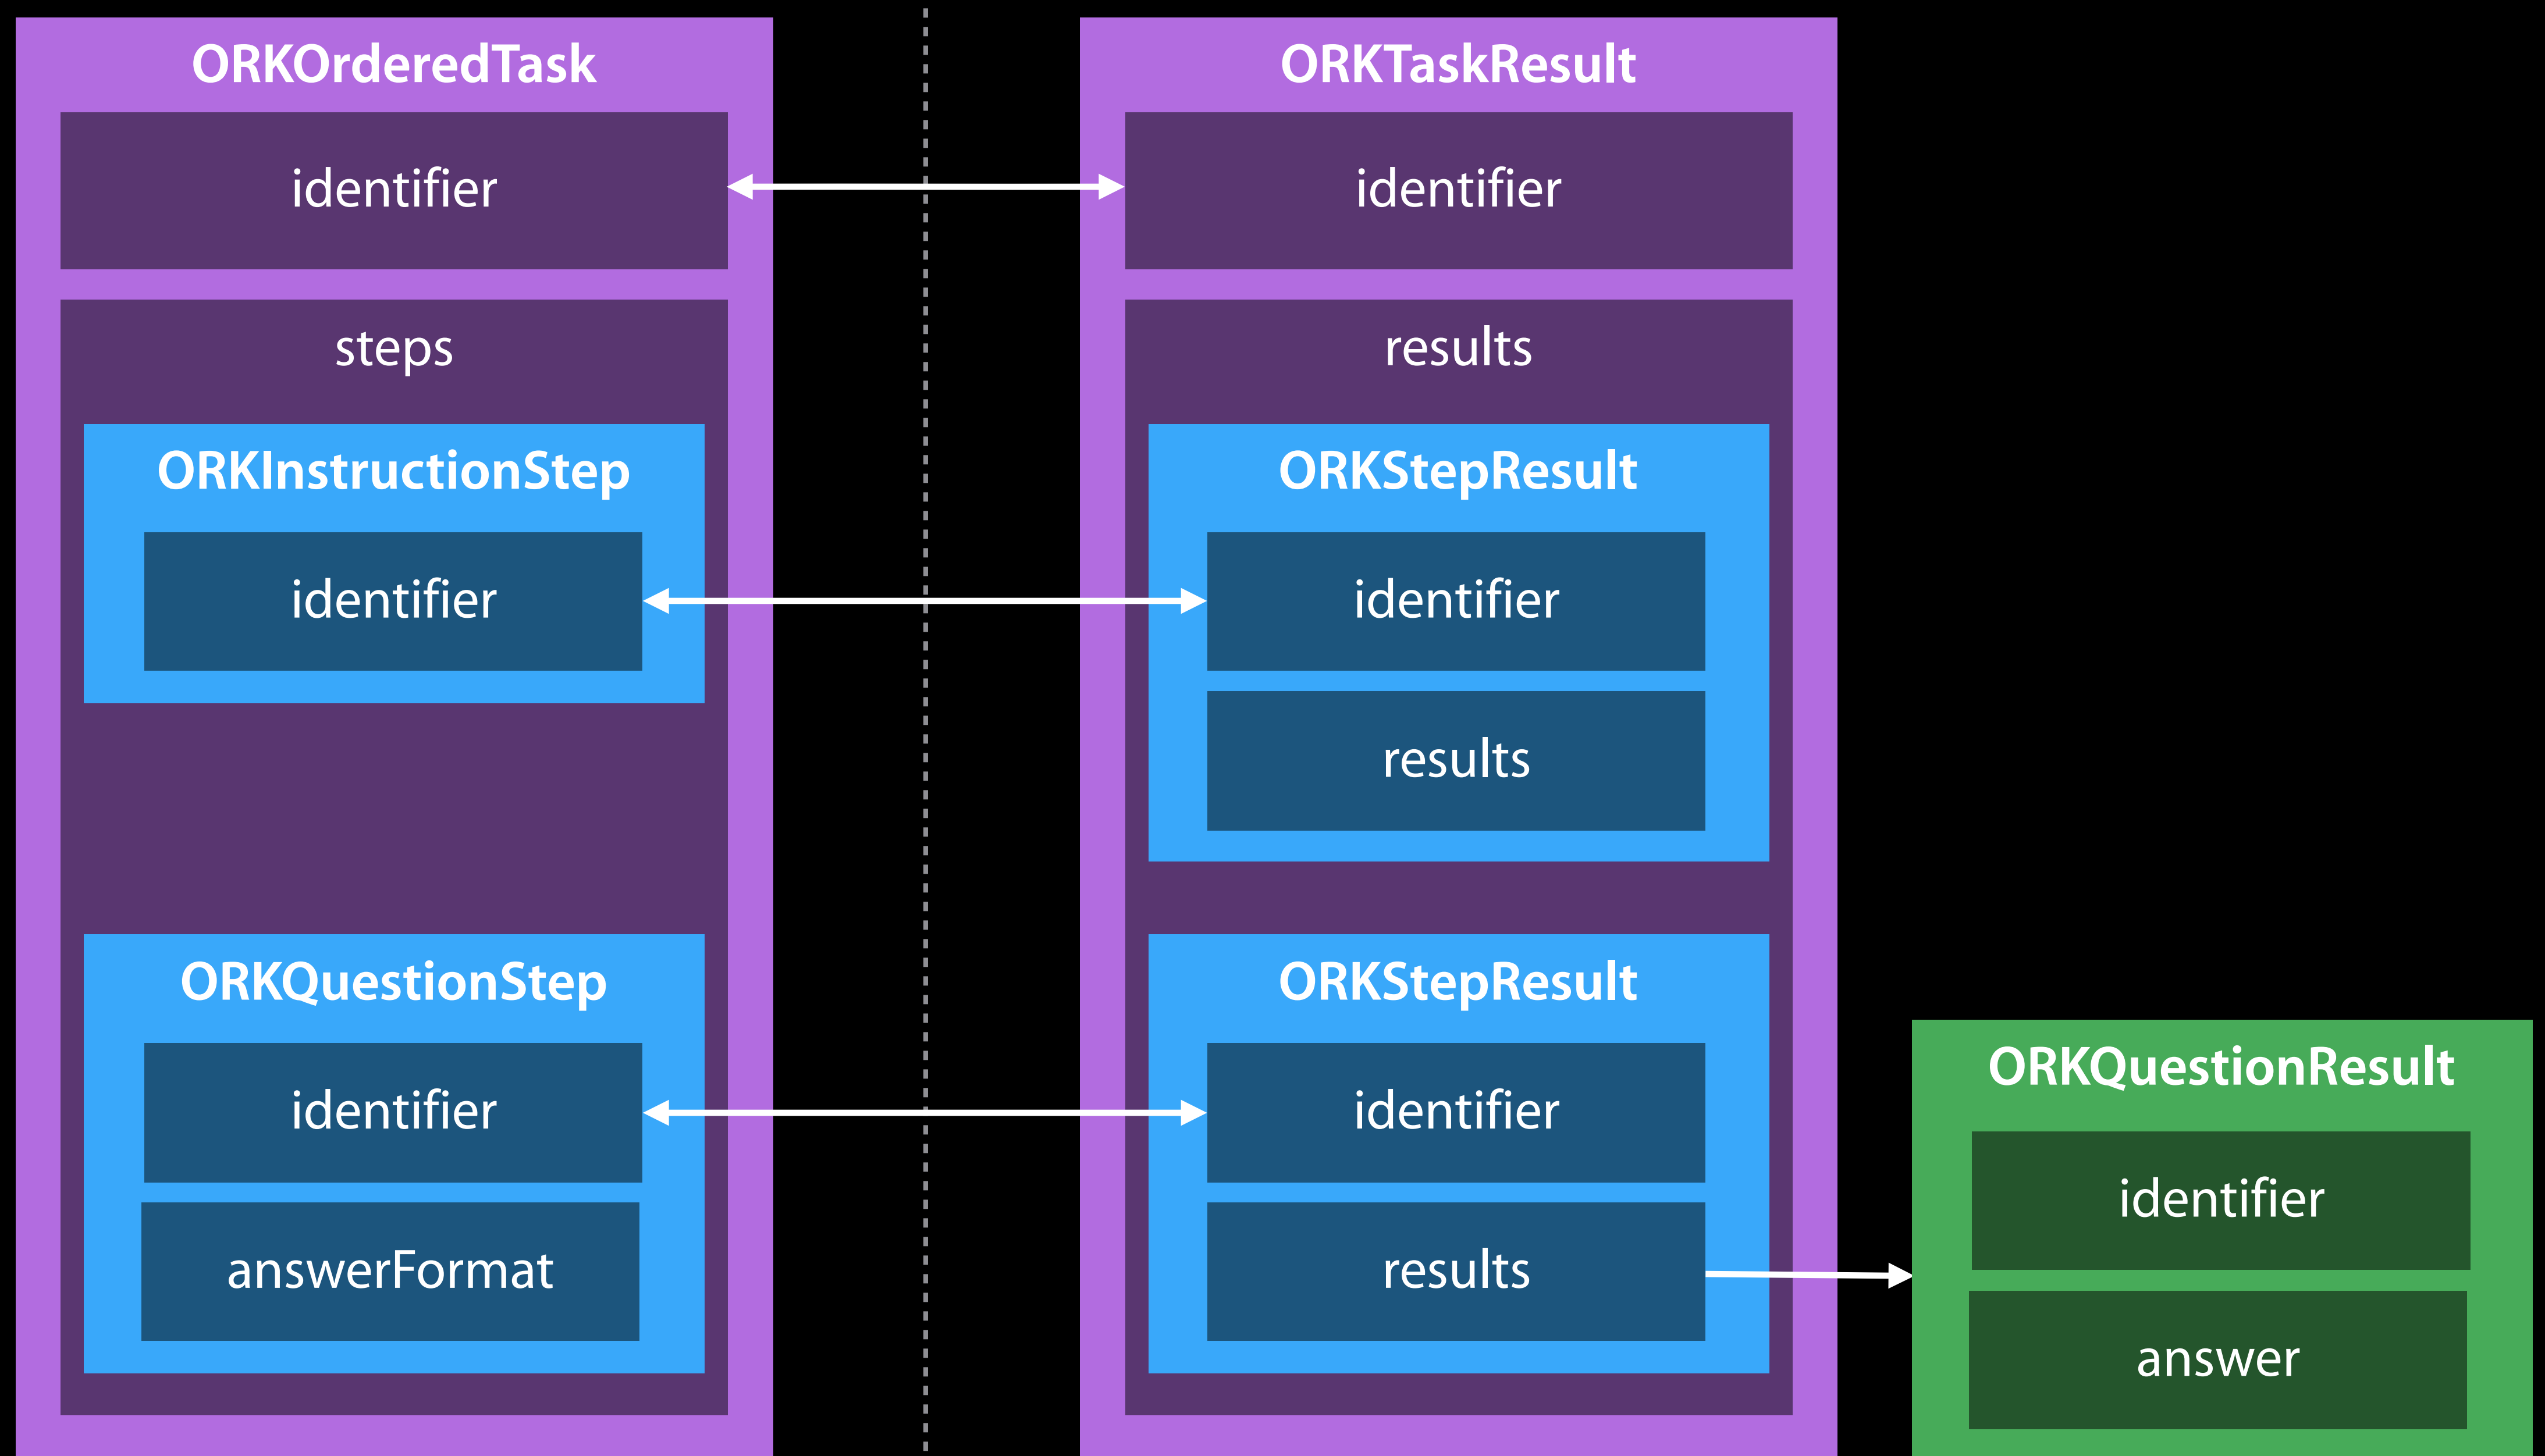 ORKOrderedTask
identifier
steps
ORKInstructionStep
identifier
ORKQuestionStep
identifier
answerFormat
ORKTaskResult
identifier
results
ORKStepResult
identifier
results
ORKStepResult
identifier
results
ORKQuestionResult
identifier
answer